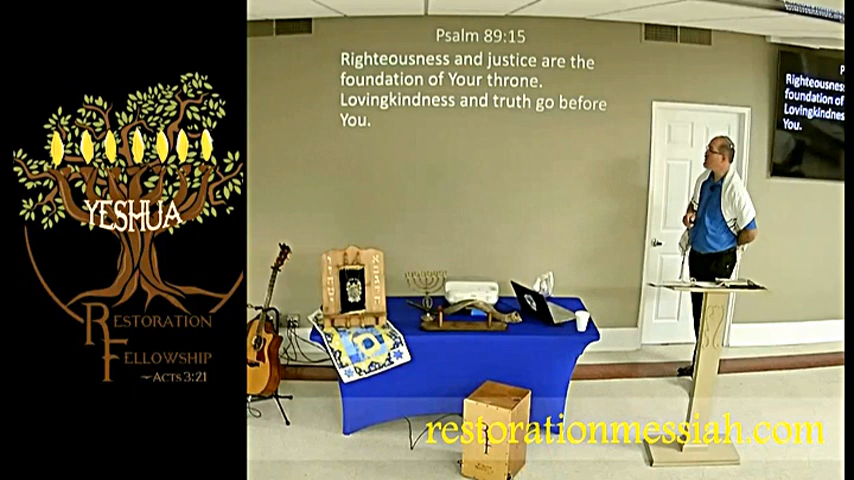 YESHUA
RESTORATION
FELLOWSHIP
ACTS 3:21
Psalm 89:15
Righteousness and justice are the
foundation of Your throne.
Lovingkindness and truth go before
You.
P
Righteousness
foundation of
Lovingkindness
You.
restorationmessiah.com